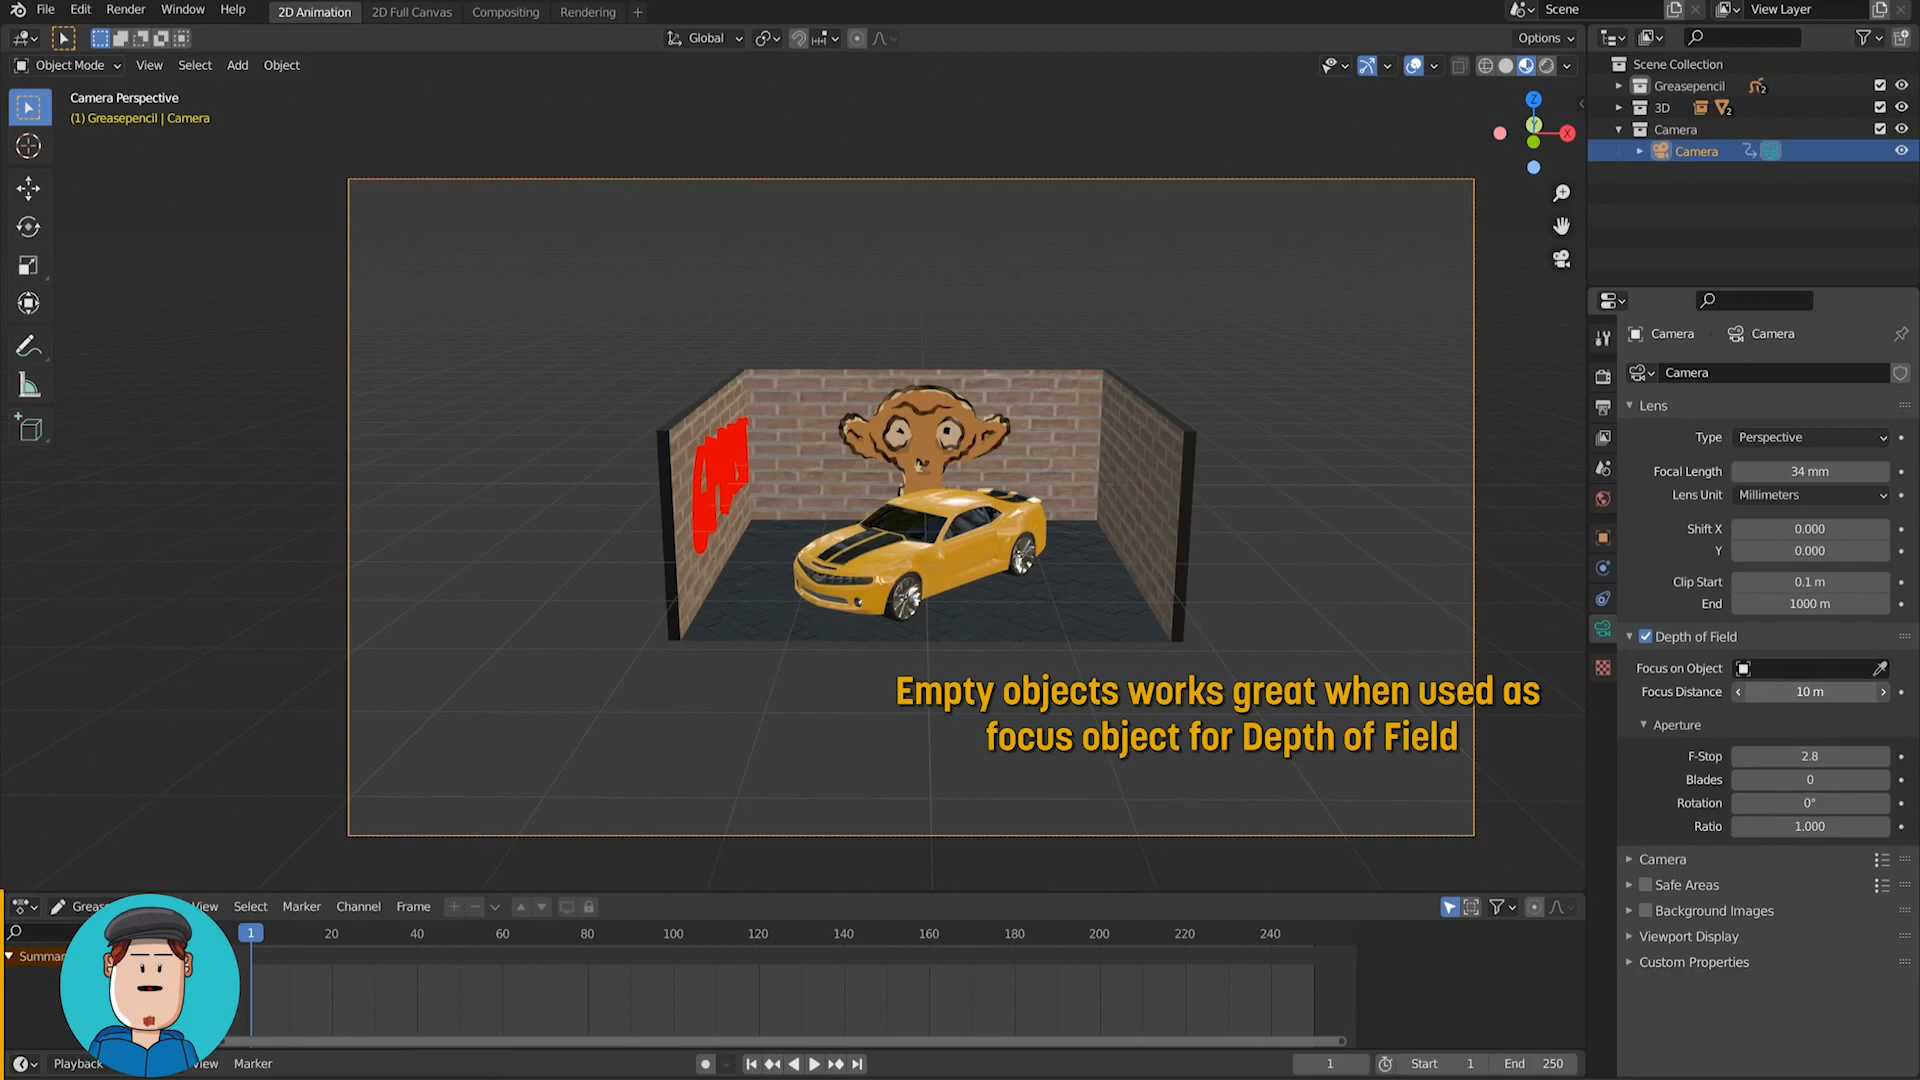 File Edit Render Window Help 2D Animation 2D Full Canvas Compositing Rendering + Scene View Layer
Global Options
Object Mode View Select Add Object
Camera Perspective
(1) Greasepencil | Camera
Z
Y
X
Scene Collection
Greasepencil 2
3D 2
Camera
Camera
Camera Camera
Camera
Lens
Type Perspective
Focal Length 34 mm
Lens Unit Millimeters
Shift X 0.000
Y 0.000
Clip Start 0.1 m
End 1000 m
Depth of Field
Focus on Object
Focus Distance 10 m
Aperture
F-Stop 2.8
Blades 0
Rotation 0°
Ratio 1.000
Camera
Safe Areas
Background Images
Viewport Display
Custom Properties
Empty objects works great when used as
focus object for Depth of Field
Select Marker Channel Frame
1 20 40 60 80 100 120 140 160 180 200 220 240
Playback Marker 1 Start 1 End 250